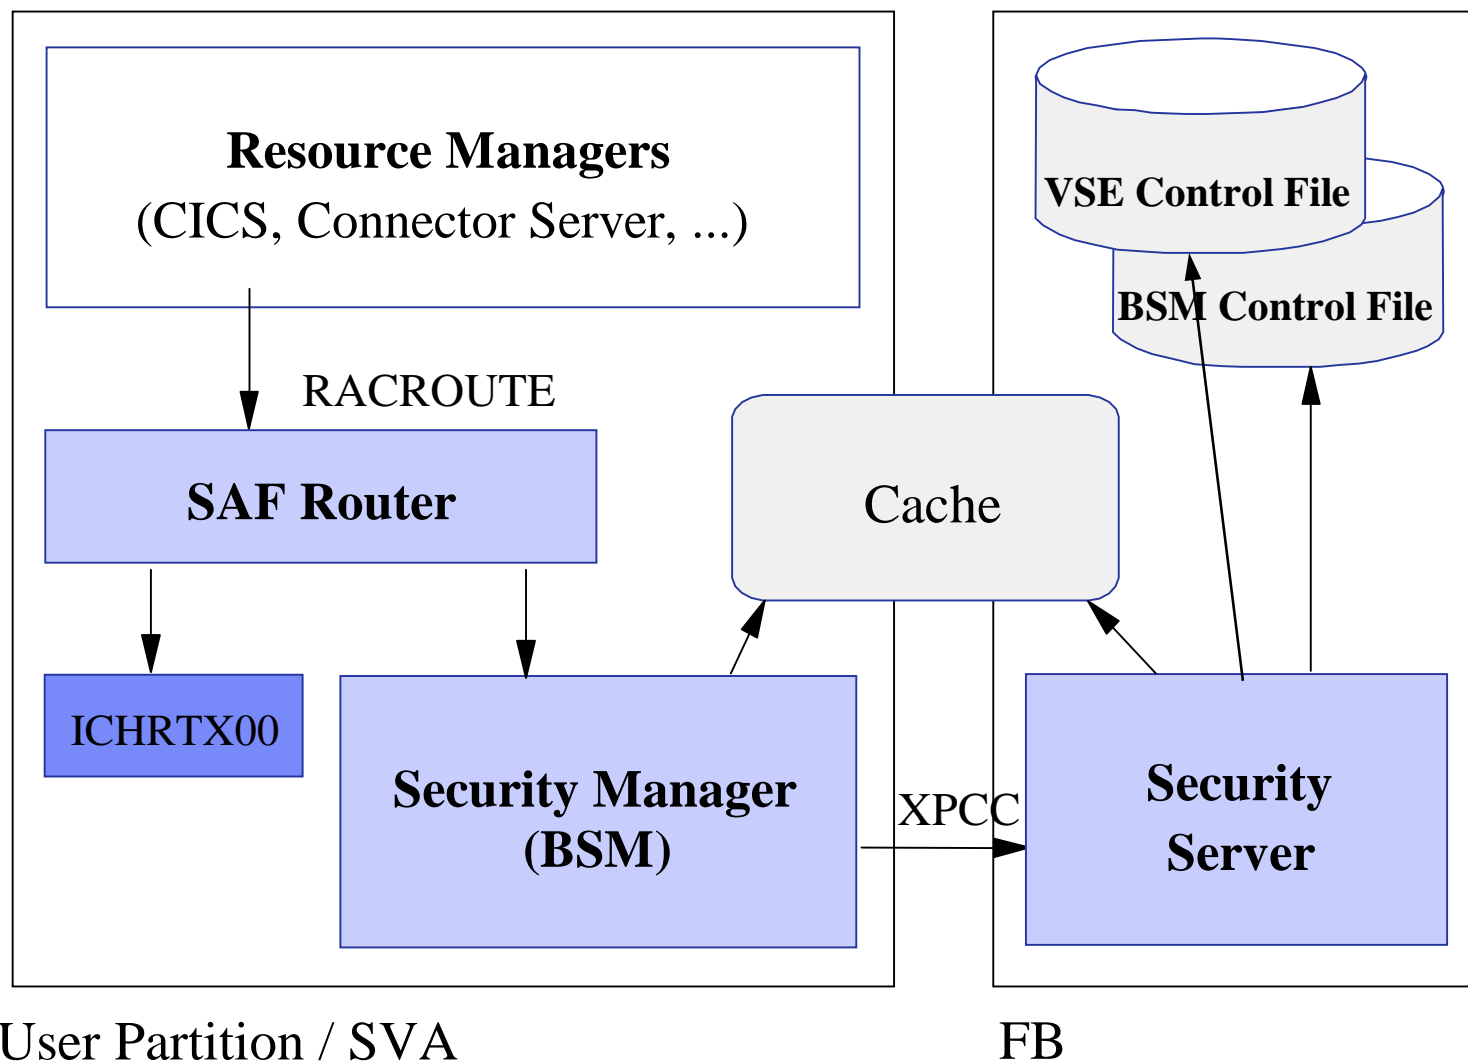 Resource Managers
(CICS, Connector Server, ...)
RACROUTE
SAF Router
ICHRTX00
Security Manager
(BSM)
Cache
XPCC
VSE Control File
BSM Control File
Security
Server
User Partition / SVA
FB